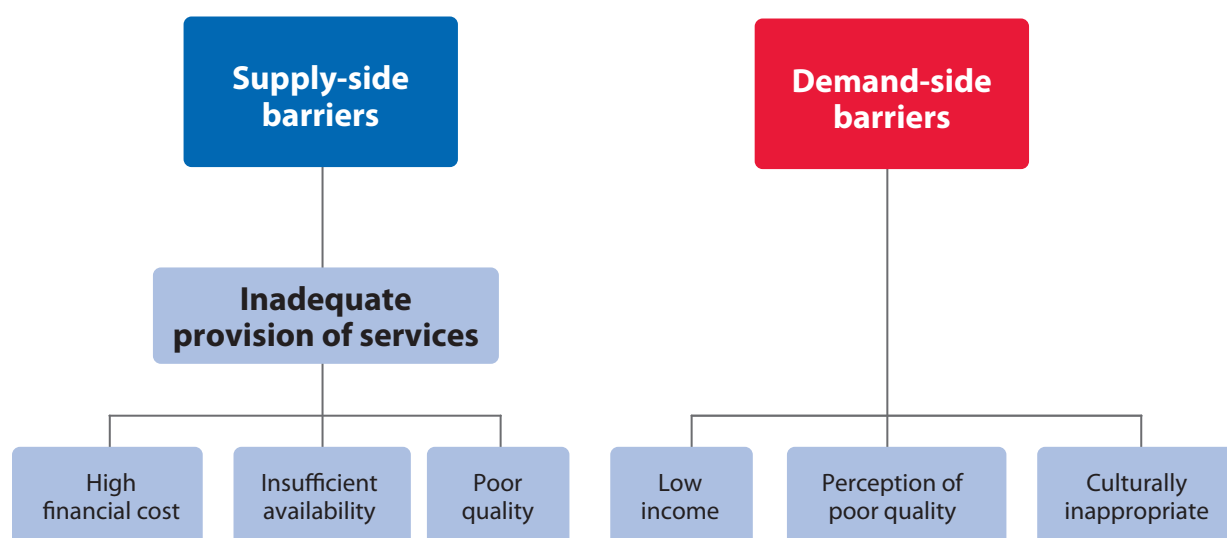 Supply-side
barriers
Demand-side
barriers
Inadequate
provision of services
High
financial cost
Insufficient
availability
Poor
quality
Low
income
Perception of
poor quality
Culturally
inappropriate